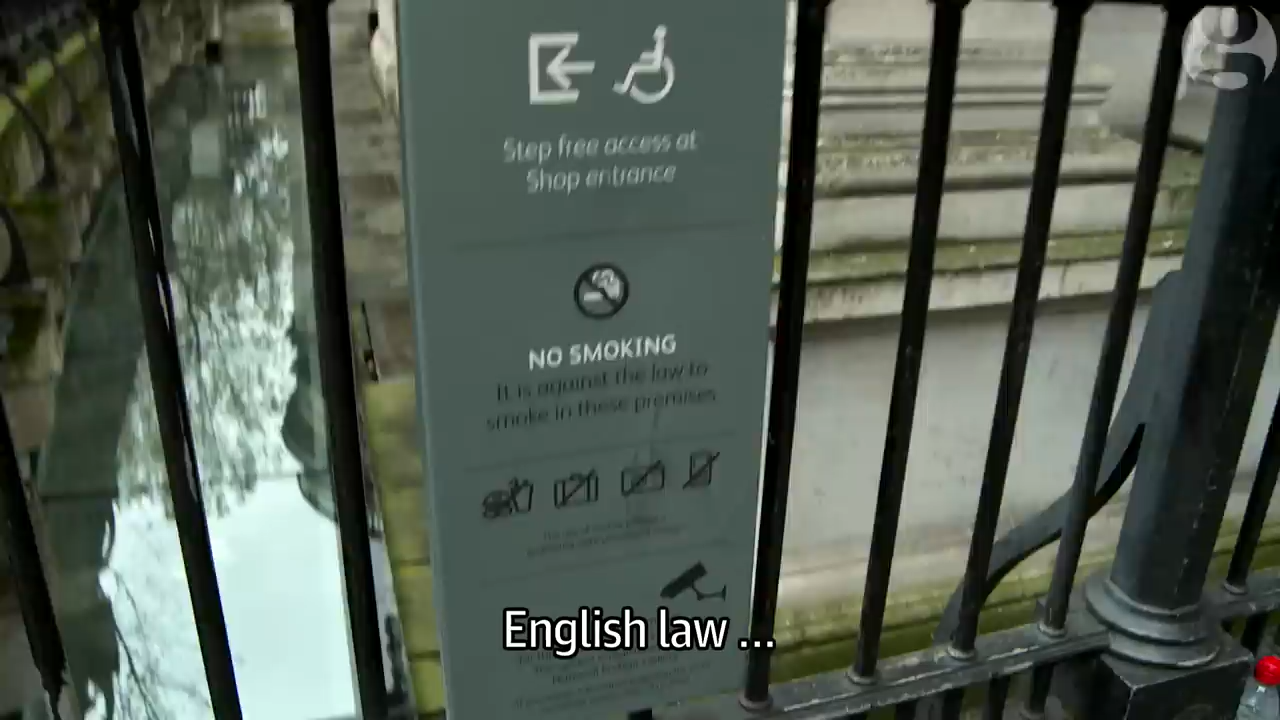 g
Step free access at
Shop entrance
NO SMOKING
It is against the law to
smoke in these premises
English law ...